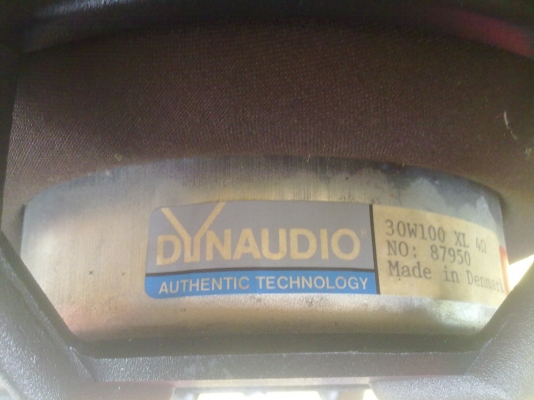 DYNAUDIO
AUTHENTIC TECHNOLOGY
30W100 XL 4Ω
NO: 87950
Made in Denmark